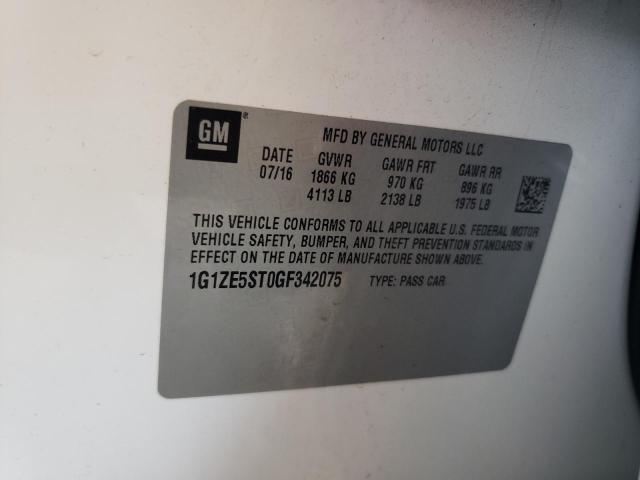 GM ®
MFD BY GENERAL MOTORS LLC
DATE GVWR GAWR FRT GAWR RR
07/16 1866 KG 970 KG 896 KG
4113 LB 2138 LB 1975 LB
THIS VEHICLE CONFORMS TO ALL APPLICABLE U.S. FEDERAL MOTOR
VEHICLE SAFETY, BUMPER, AND THEFT PREVENTION STANDARDS IN
EFFECT ON THE DATE OF MANUFACTURE SHOWN ABOVE.
1G1ZE5ST0GF342075 TYPE: PASS CAR